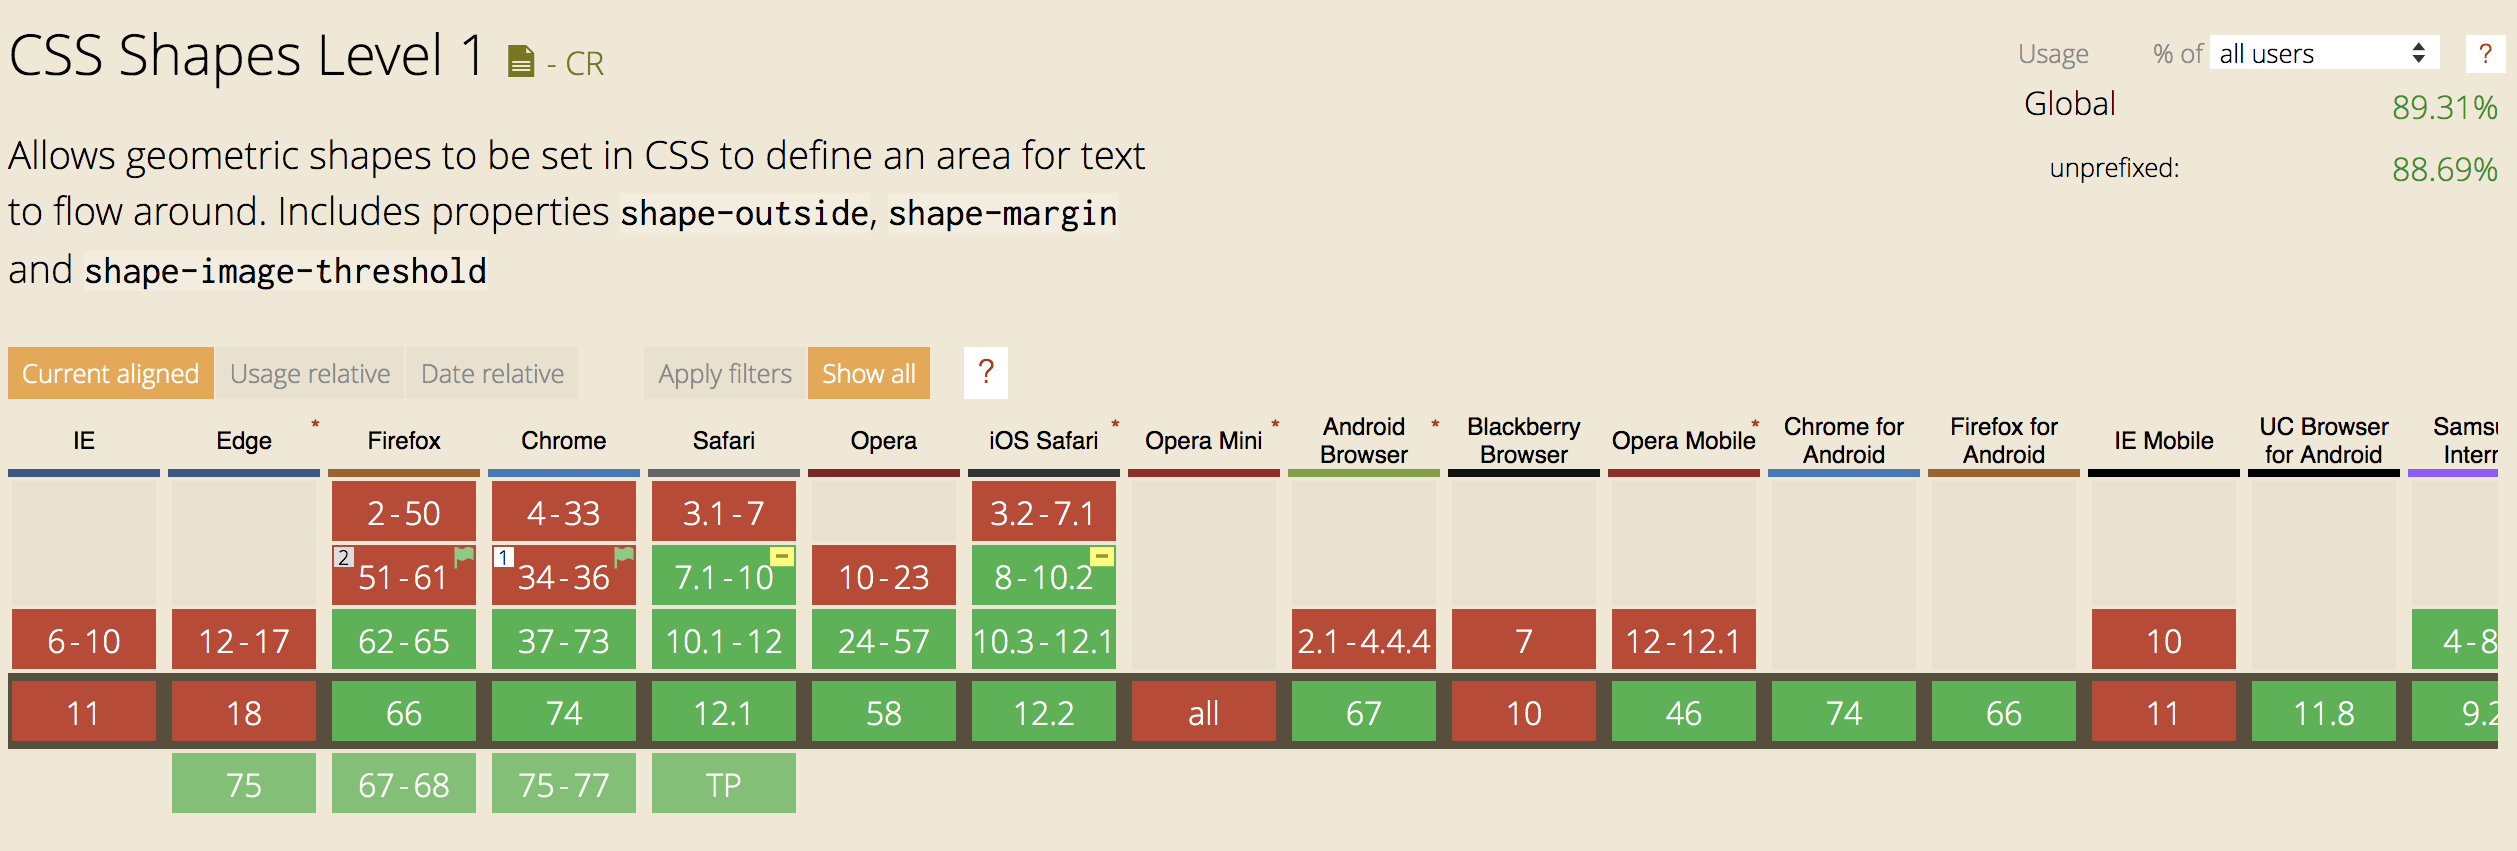 CSS Shapes Level 1 - CR
Usage % of all users ?
Global 89.31%
unprefixed: 88.69%
Allows geometric shapes to be set in CSS to define an area for text
to flow around. Includes properties shape-outside, shape-margin
and shape-image-threshold
Current aligned Usage relative Date relative Apply filters Show all ?
IE Edge * Firefox Chrome Safari Opera iOS Safari * Opera Mini * Android Browser * Blackberry Browser Opera Mobile * Chrome for Android Firefox for Android IE Mobile UC Browser for Android
2-50 4-33 3.1-7 3.2-7.1
2 51-61 1 34-36 7.1-10 10-23 8-10.2
6-10 12-17 62-65 37-73 10.1-12 24-57 10.3-12.1 2.1-4.4.4 7 12-12.1 10 4-8
11 18 66 74 12.1 58 12.2 all 67 10 46 74 66 11 11.8 9.2
75 67-68 75-77 TP